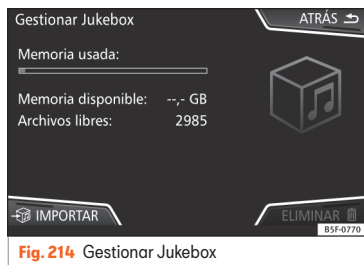 Gestionar Jukebox
ATRÁS
Memoria usada:
Memoria disponible: --,- GB
Archivos libres: 2985
IMPORTAR
ELIMINAR
B5F-0770
Fig. 214 Gestionar Jukebox